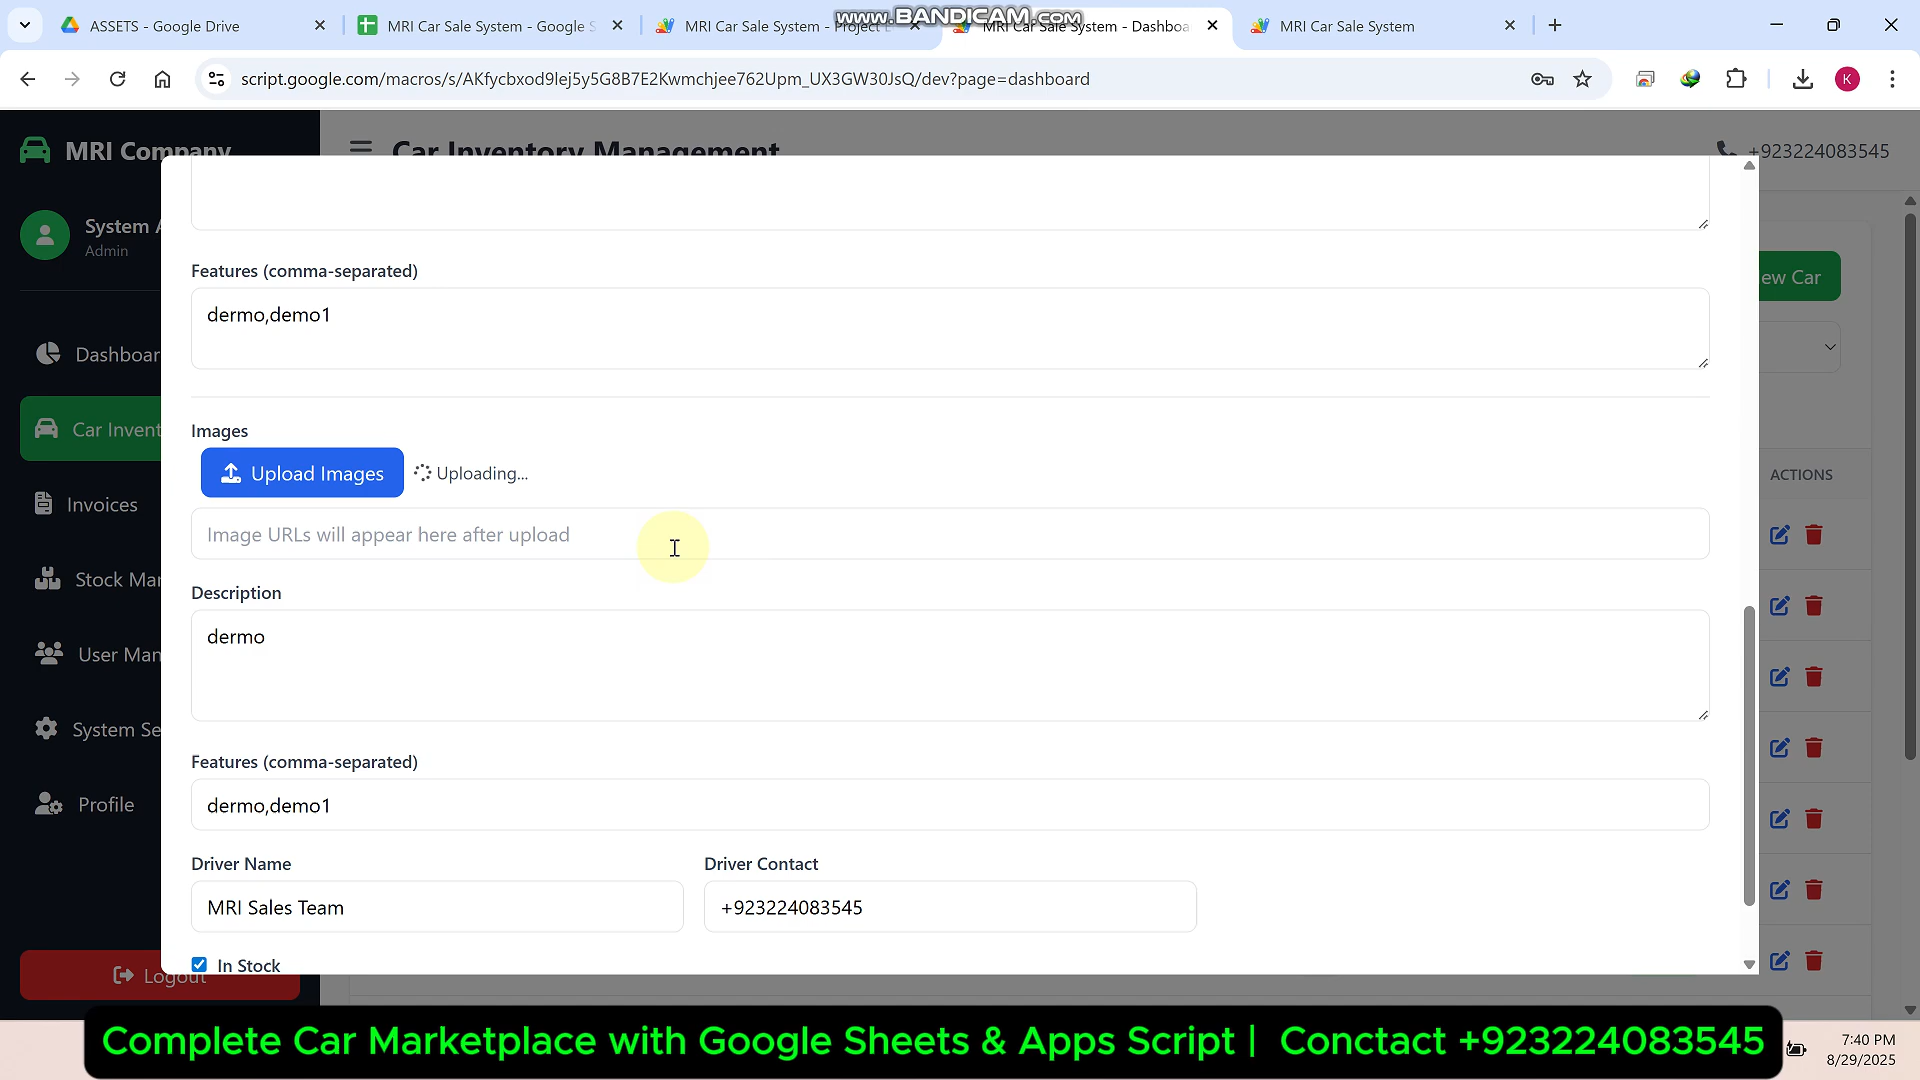 www.BANDICAM.com
ASSETS - Google Drive
MRI Car Sale System - Google S
MRI Car Sale System - Project E
MRI Car Sale System - Dashboa
MRI Car Sale System
script.google.com/macros/s/AKfycbxod9lej5y5G8B7E2Kwmchjee762Upm_UX3GW30JsQ/dev?page=dashboard
K
MRI Company
Car Inventory Management
+923224083545
System A
Admin
ew Car
Dashboar
Car Invent
Invoices
Stock Mar
User Man
System Se
Profile
Logout
ACTIONS
Features (comma-separated)
dermo,demo1
Images
Upload Images
Uploading...
Image URLs will appear here after upload
Description
dermo
Features (comma-separated)
dermo,demo1
Driver Name
Driver Contact
MRI Sales Team
+923224083545
In Stock
Complete Car Marketplace with Google Sheets & Apps Script | Conctact +923224083545
7:40 PM
8/29/2025